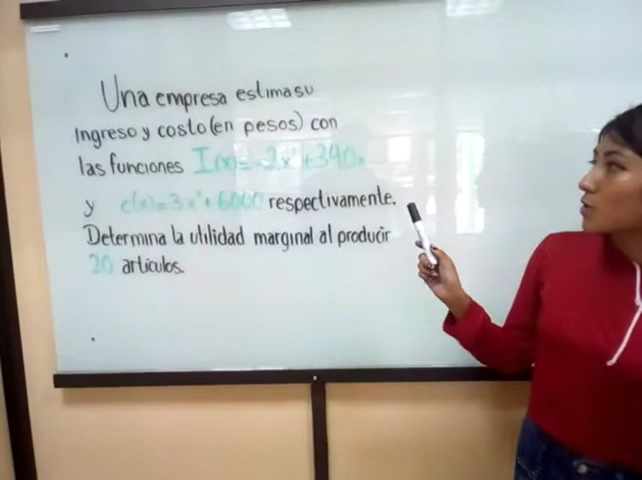 Una empresa estima su
Ingreso y costo (en pesos) con
las funciones I(x)=-2x²+340x
y c(x)=3x²+6000 respectivamente.
Determina la utilidad marginal al producir
20 artículos.